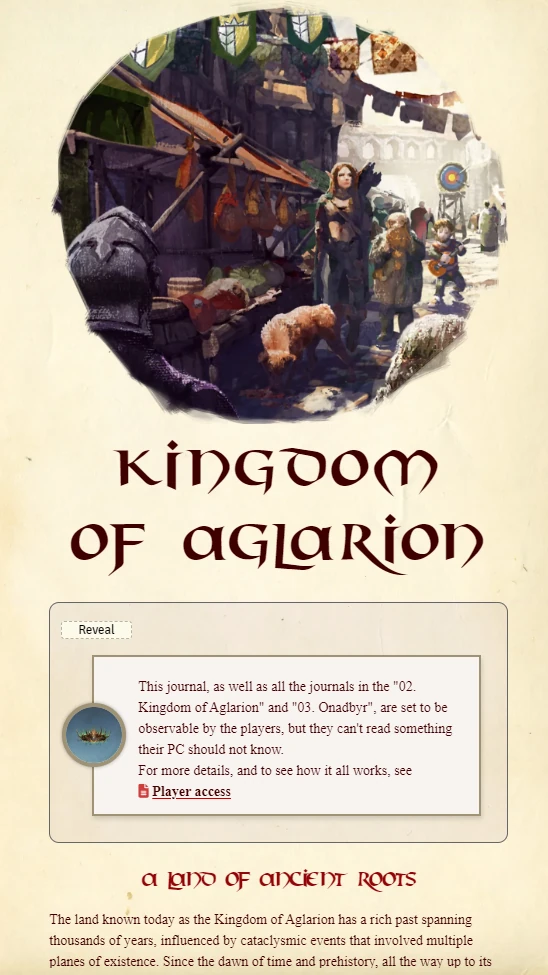 Kingdom
of Aglarion
Reveal
This journal, as well as all the journals in the "02.
Kingdom of Aglarion" and "03. Onadbyr", are set to be
observable by the players, but they can't read something
their PC should not know.
For more details, and to see how it all works, see
Player access
A Land of Ancient Roots
The land known today as the Kingdom of Aglarion has a rich past spanning
thousands of years, influenced by cataclysmic events that involved multiple
planes of existence. Since the dawn of time and prehistory, all the way up to its